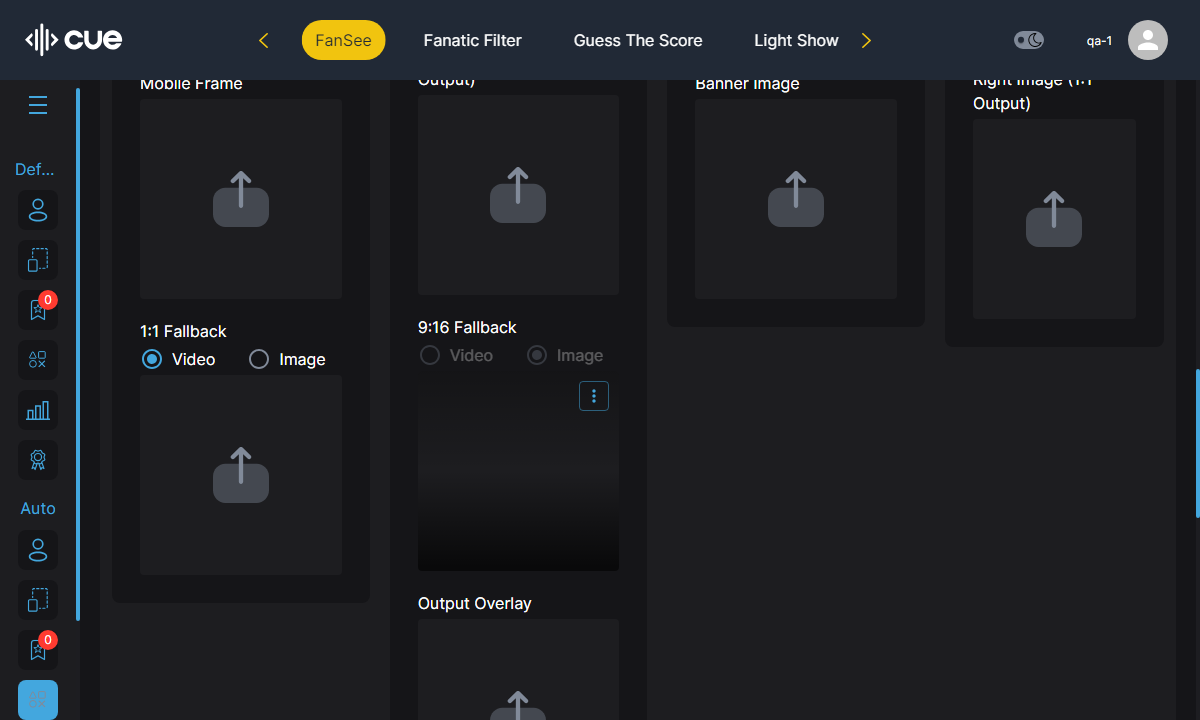 cue
FanSee
Fanatic Filter
Guess The Score
Light Show
qa-1
Def...
0
Auto
0
Mobile Frame
1:1 Fallback
Video
Image
Output)
9:16 Fallback
Video
Image
Output Overlay
Banner Image
Right Image (1:1
Output)